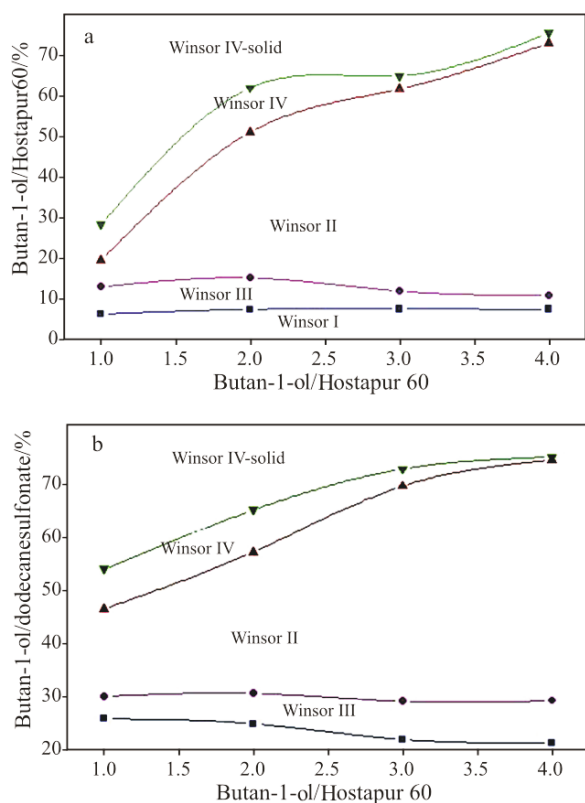 a
Winsor IV-solid
Winsor IV
Winsor II
Winsor III
Winsor I
Butan-1-ol/Hostapur60/%
70
60
50
40
30
20
10
0
1.0 1.5 2.0 2.5 3.0 3.5 4.0
Butan-1-ol/Hostapur 60
b
Winsor IV-solid
Winsor IV
Winsor II
Winsor III
Butan-1-ol/dodecanesulfonate/%
70
60
50
40
30
20
1.0 1.5 2.0 2.5 3.0 3.5 4.0
Butan-1-ol/Hostapur 60